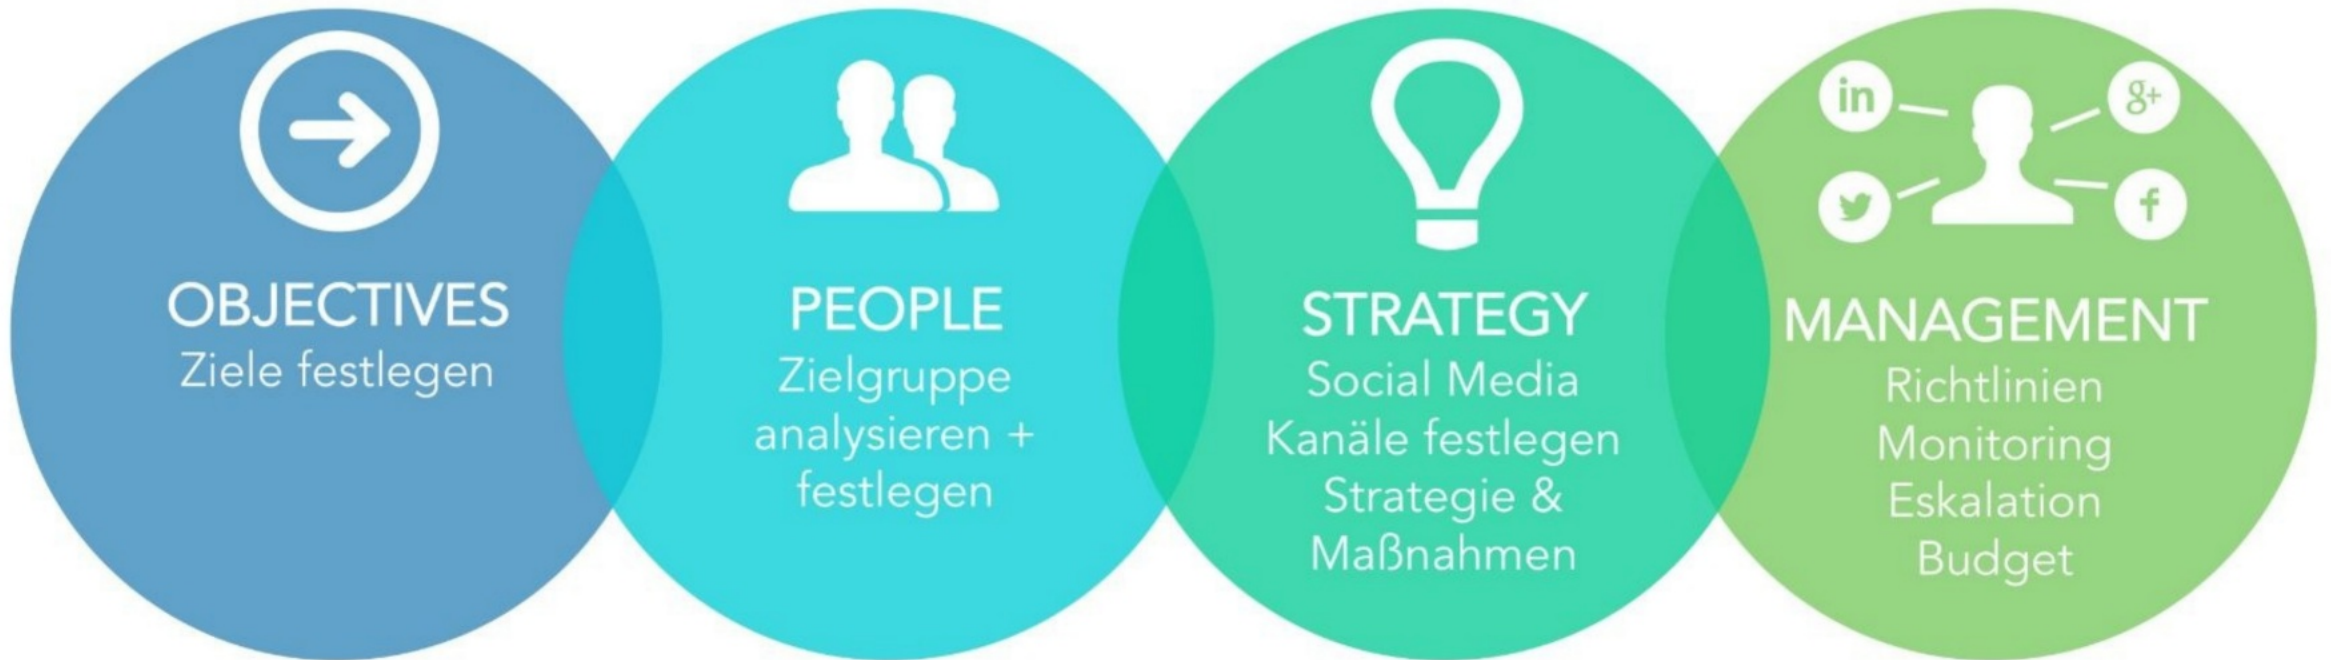 OBJECTIVES
Ziele festlegen
PEOPLE
Zielgruppe
analysieren +
festlegen
STRATEGY
Social Media
Kanäle festlegen
Strategie &
Maßnahmen
in
g+
f
MANAGEMENT
Richtlinien
Monitoring
Eskalation
Budget